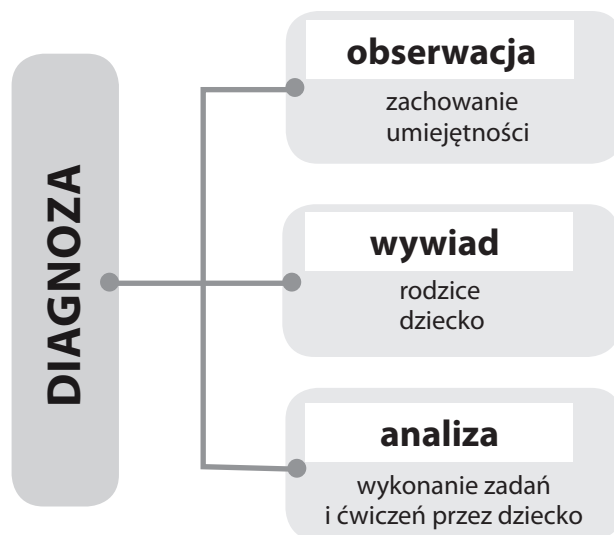 DIAGNOZA
obserwacja
zachowanie
umiejętności
wywiad
rodzice
dziecko
analiza
wykonanie zadań
i ćwiczeń przez dziecko